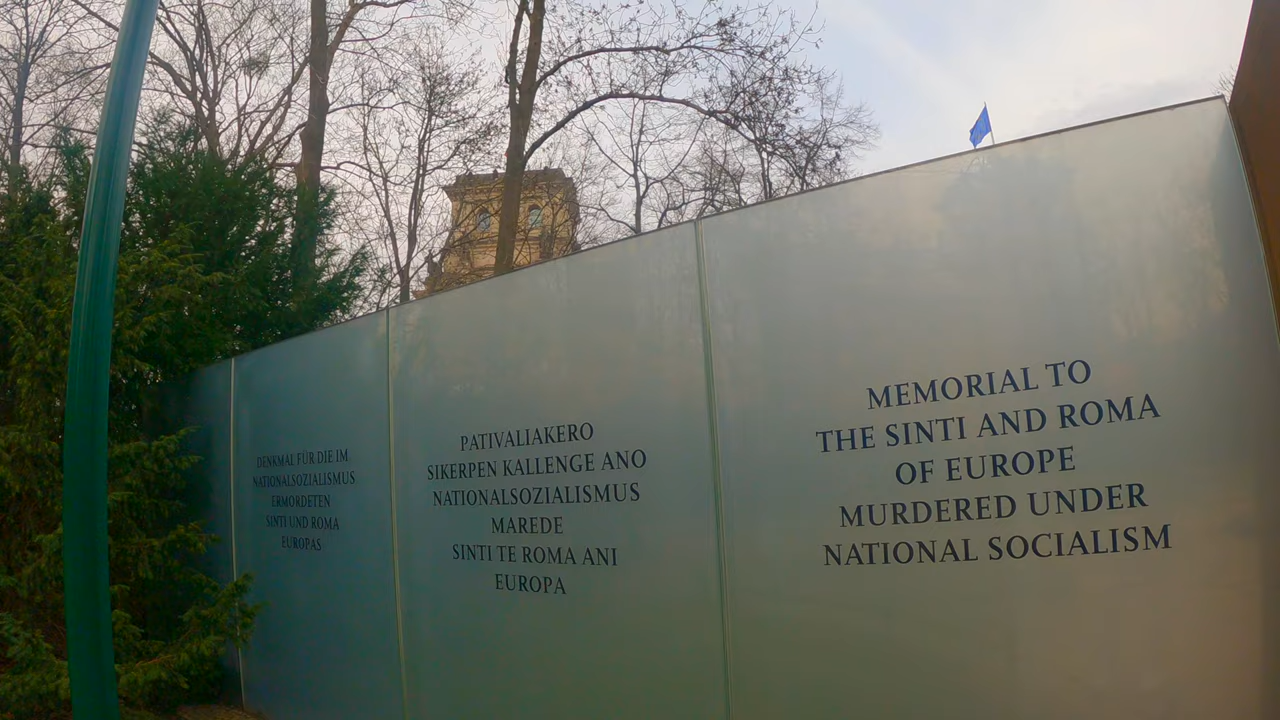 DENKMAL FÜR DIE IM
NATIONALSOZIALISMUS
ERMORDETEN
SINTI UND ROMA
EUROPAS
PATIVALIAKERO
SIKERPEN KALLENGE ANO
NATIONALSOZIALISMUS
MAREDE
SINTI TE ROMA ANI
EUROPA
MEMORIAL TO
THE SINTI AND ROMA
OF EUROPE
MURDERED UNDER
NATIONAL SOCIALISM